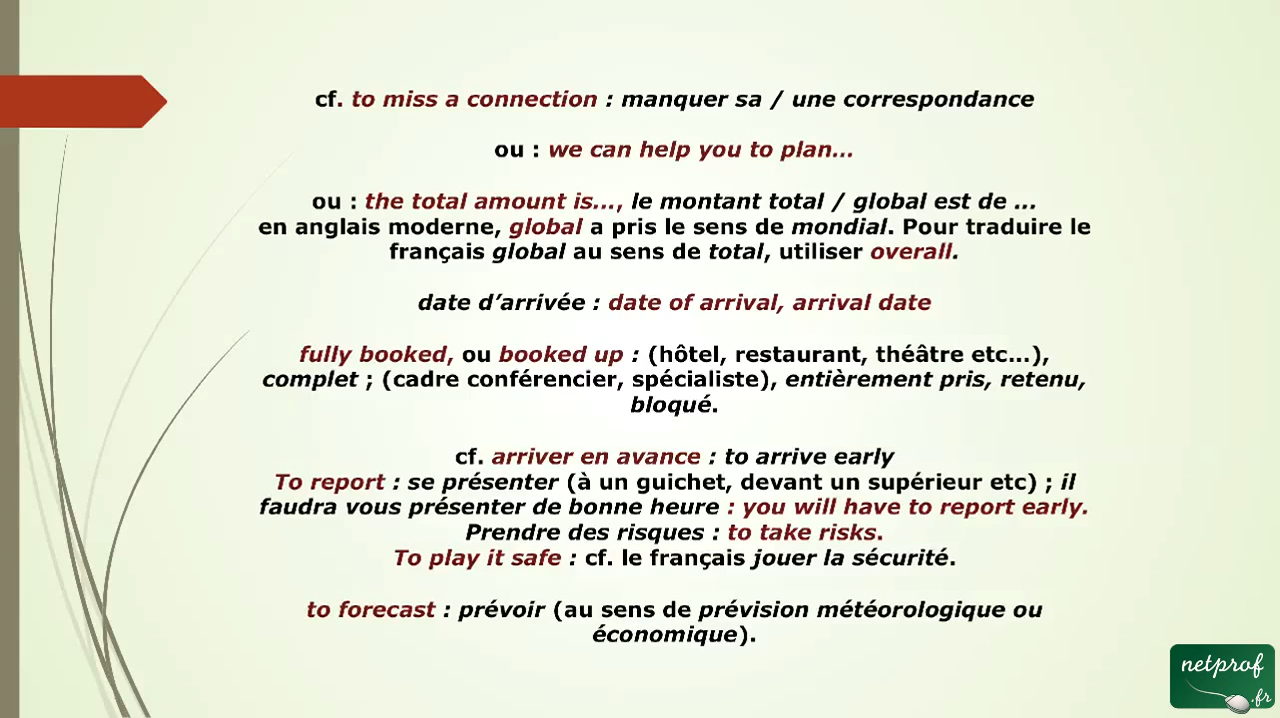 cf. to miss a connection : manquer sa / une correspondance
ou : we can help you to plan...
ou : the total amount is..., le montant total / global est de ...
en anglais moderne, global a pris le sens de mondial. Pour traduire le
français global au sens de total, utiliser overall.
date d’arrivée : date of arrival, arrival date
fully booked, ou booked up : (hôtel, restaurant, théâtre etc...),
complet ; (cadre conférencier, spécialiste), entièrement pris, retenu,
bloqué.
cf. arriver en avance : to arrive early
To report : se présenter (à un guichet, devant un supérieur etc) ; il
faudra vous présenter de bonne heure : you will have to report early.
Prendre des risques : to take risks.
To play it safe : cf. le français jouer la sécurité.
to forecast : prévoir (au sens de prévision météorologique ou
économique).
netprof
.fr